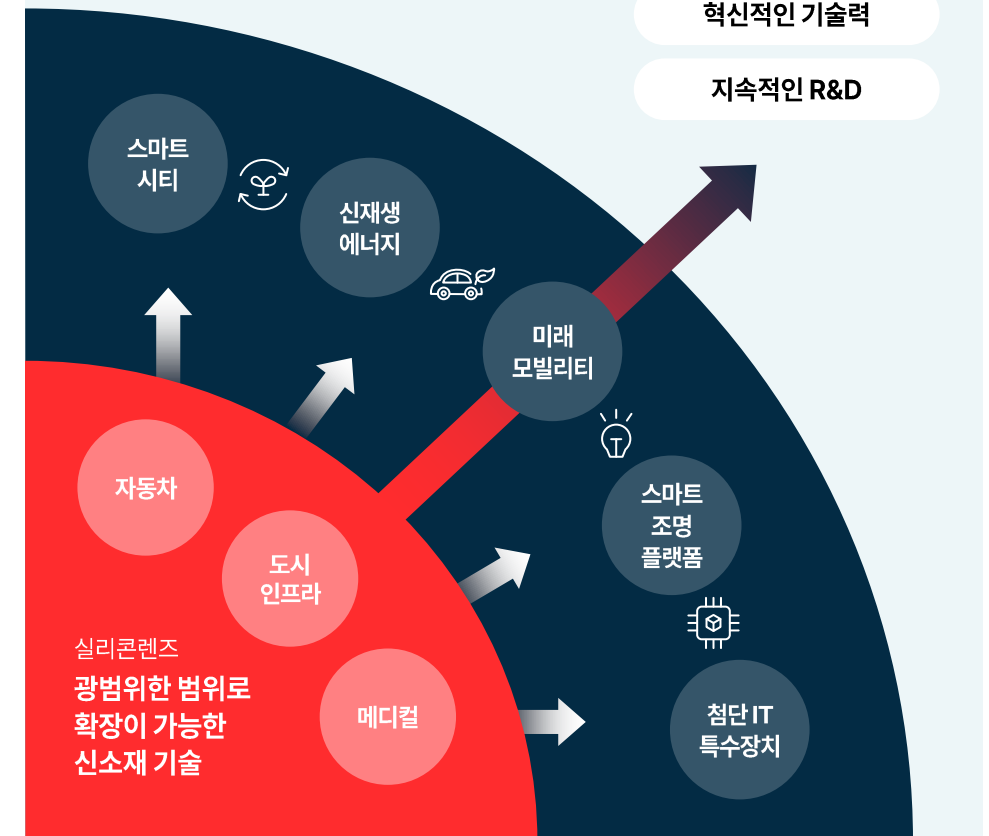 혁신적인 기술력
지속적인 R&D
스마트
시티
신재생
에너지
미래
모빌리티
스마트
조명
플랫폼
첨단 IT
특수장치
자동차
도시
인프라
메디컬
실리콘렌즈
광범위한 범위로
확장이 가능한
신소재 기술